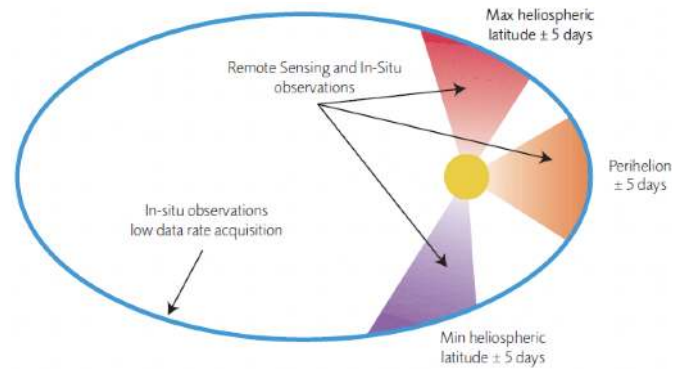 Max heliospheric
latitude ± 5 days
Remote Sensing and In-Situ
observations
Perihelion
± 5 days
In-situ observations
low data rate acquisition
Min heliospheric
latitude ± 5 days